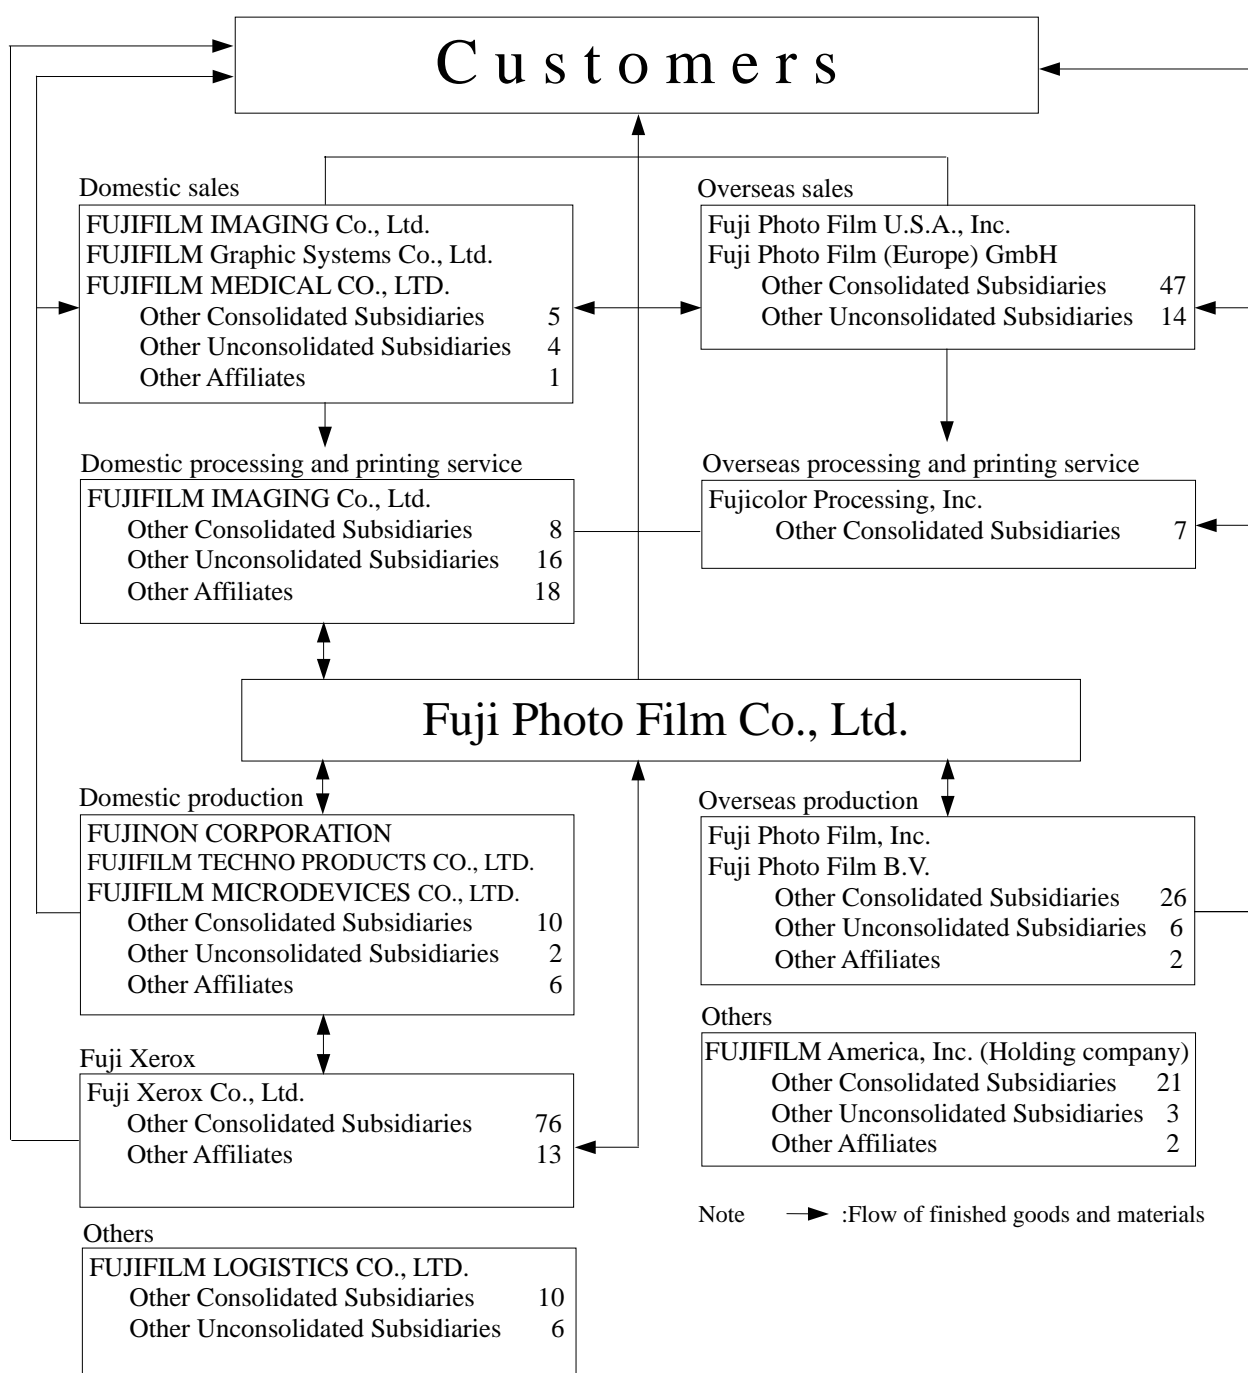 Customers
Domestic sales
FUJIFILM IMAGING Co., Ltd.
FUJIFILM Graphic Systems Co., Ltd.
FUJIFILM MEDICAL CO., LTD.
Other Consolidated Subsidiaries 5
Other Unconsolidated Subsidiaries 4
Other Affiliates 1
Overseas sales
Fuji Photo Film U.S.A., Inc.
Fuji Photo Film (Europe) GmbH
Other Consolidated Subsidiaries 47
Other Unconsolidated Subsidiaries 14
Domestic processing and printing service
FUJIFILM IMAGING Co., Ltd.
Other Consolidated Subsidiaries 8
Other Unconsolidated Subsidiaries 16
Other Affiliates 18
Overseas processing and printing service
Fujicolor Processing, Inc.
Other Consolidated Subsidiaries 7
Fuji Photo Film Co., Ltd.
Domestic production
FUJINON CORPORATION
FUJIFILM TECHNO PRODUCTS CO., LTD.
FUJIFILM MICRODEVICES CO., LTD.
Other Consolidated Subsidiaries 10
Other Unconsolidated Subsidiaries 2
Other Affiliates 6
Overseas production
Fuji Photo Film, Inc.
Fuji Photo Film B.V.
Other Consolidated Subsidiaries 26
Other Unconsolidated Subsidiaries 6
Other Affiliates 2
Fuji Xerox
Fuji Xerox Co., Ltd.
Other Consolidated Subsidiaries 76
Other Affiliates 13
Others
FUJIFILM America, Inc. (Holding company)
Other Consolidated Subsidiaries 21
Other Unconsolidated Subsidiaries 3
Other Affiliates 2
Note :Flow of finished goods and materials
Others
FUJIFILM LOGISTICS CO., LTD.
Other Consolidated Subsidiaries 10
Other Unconsolidated Subsidiaries 6